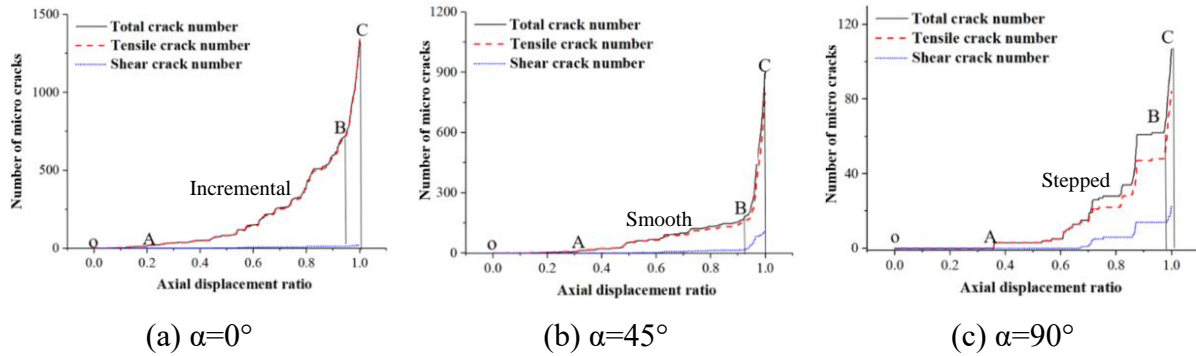 Total crack number
Tensile crack number
Shear crack number
Number of micro cracks
1500
1250
1000
750
500
250
0
0.0 0.2 0.4 0.6 0.8 1.0
Axial displacement ratio
o
A
B
C
Incremental
(a) α=0°
Total crack number
Tensile crack number
Shear crack number
Number of micro cracks
1200
900
600
300
0
0.0 0.2 0.4 0.6 0.8 1.0
Axial displacement ratio
o
A
B
C
Smooth
(b) α=45°
Total crack number
Tensile crack number
Shear crack number
Number of micro cracks
120
80
40
0
0.0 0.2 0.4 0.6 0.8 1.0
Axial displacement ratio
o
A
B
C
Stepped
(c) α=90°